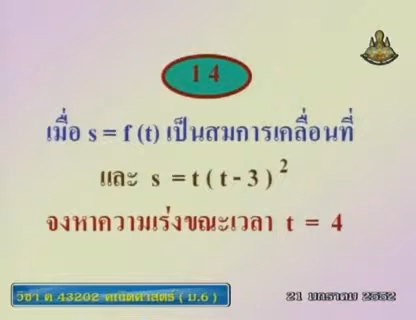 14
เมื่อ s = f (t) เป็นสมการเคลื่อนที่
และ s = t ( t - 3 ) ²
จงหาความเร่งขณะเวลา t = 4
วิชา ค 43202 คณิตศาสตร์ ( ม.6 )
21 มกราคม 2552